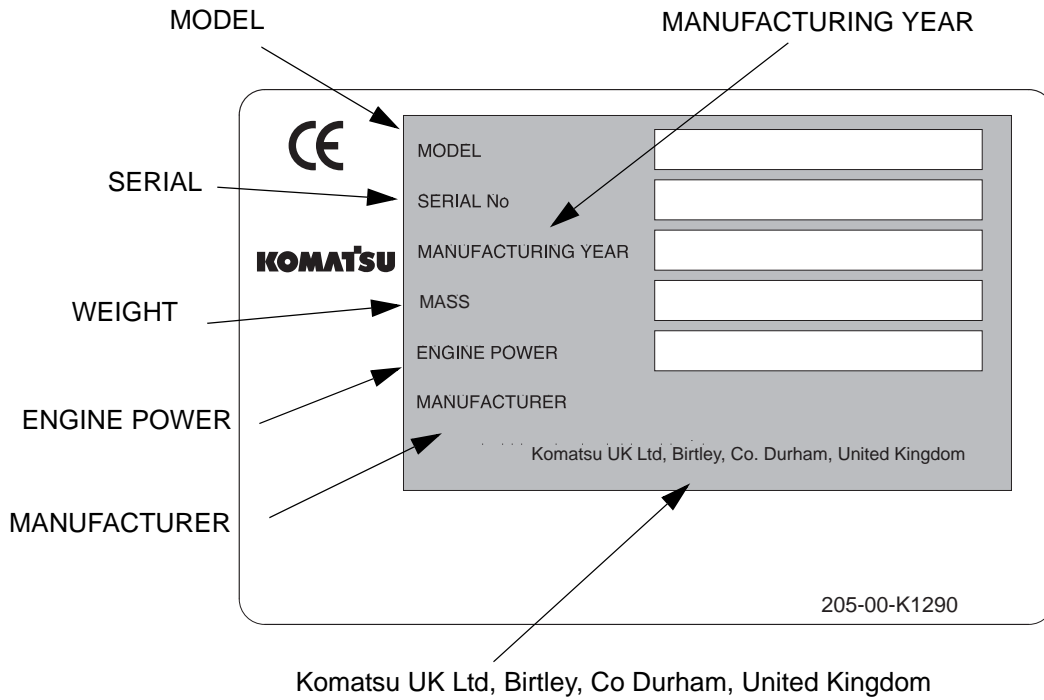 MODEL
MANUFACTURING YEAR
CE
MODEL
SERIAL
SERIAL No
KOMATSU
MANUFACTURING YEAR
WEIGHT
MASS
ENGINE POWER
ENGINE POWER
MANUFACTURER
Komatsu UK Ltd, Birtley, Co. Durham, United Kingdom
MANUFACTURER
205-00-K1290
Komatsu UK Ltd, Birtley, Co Durham, United Kingdom